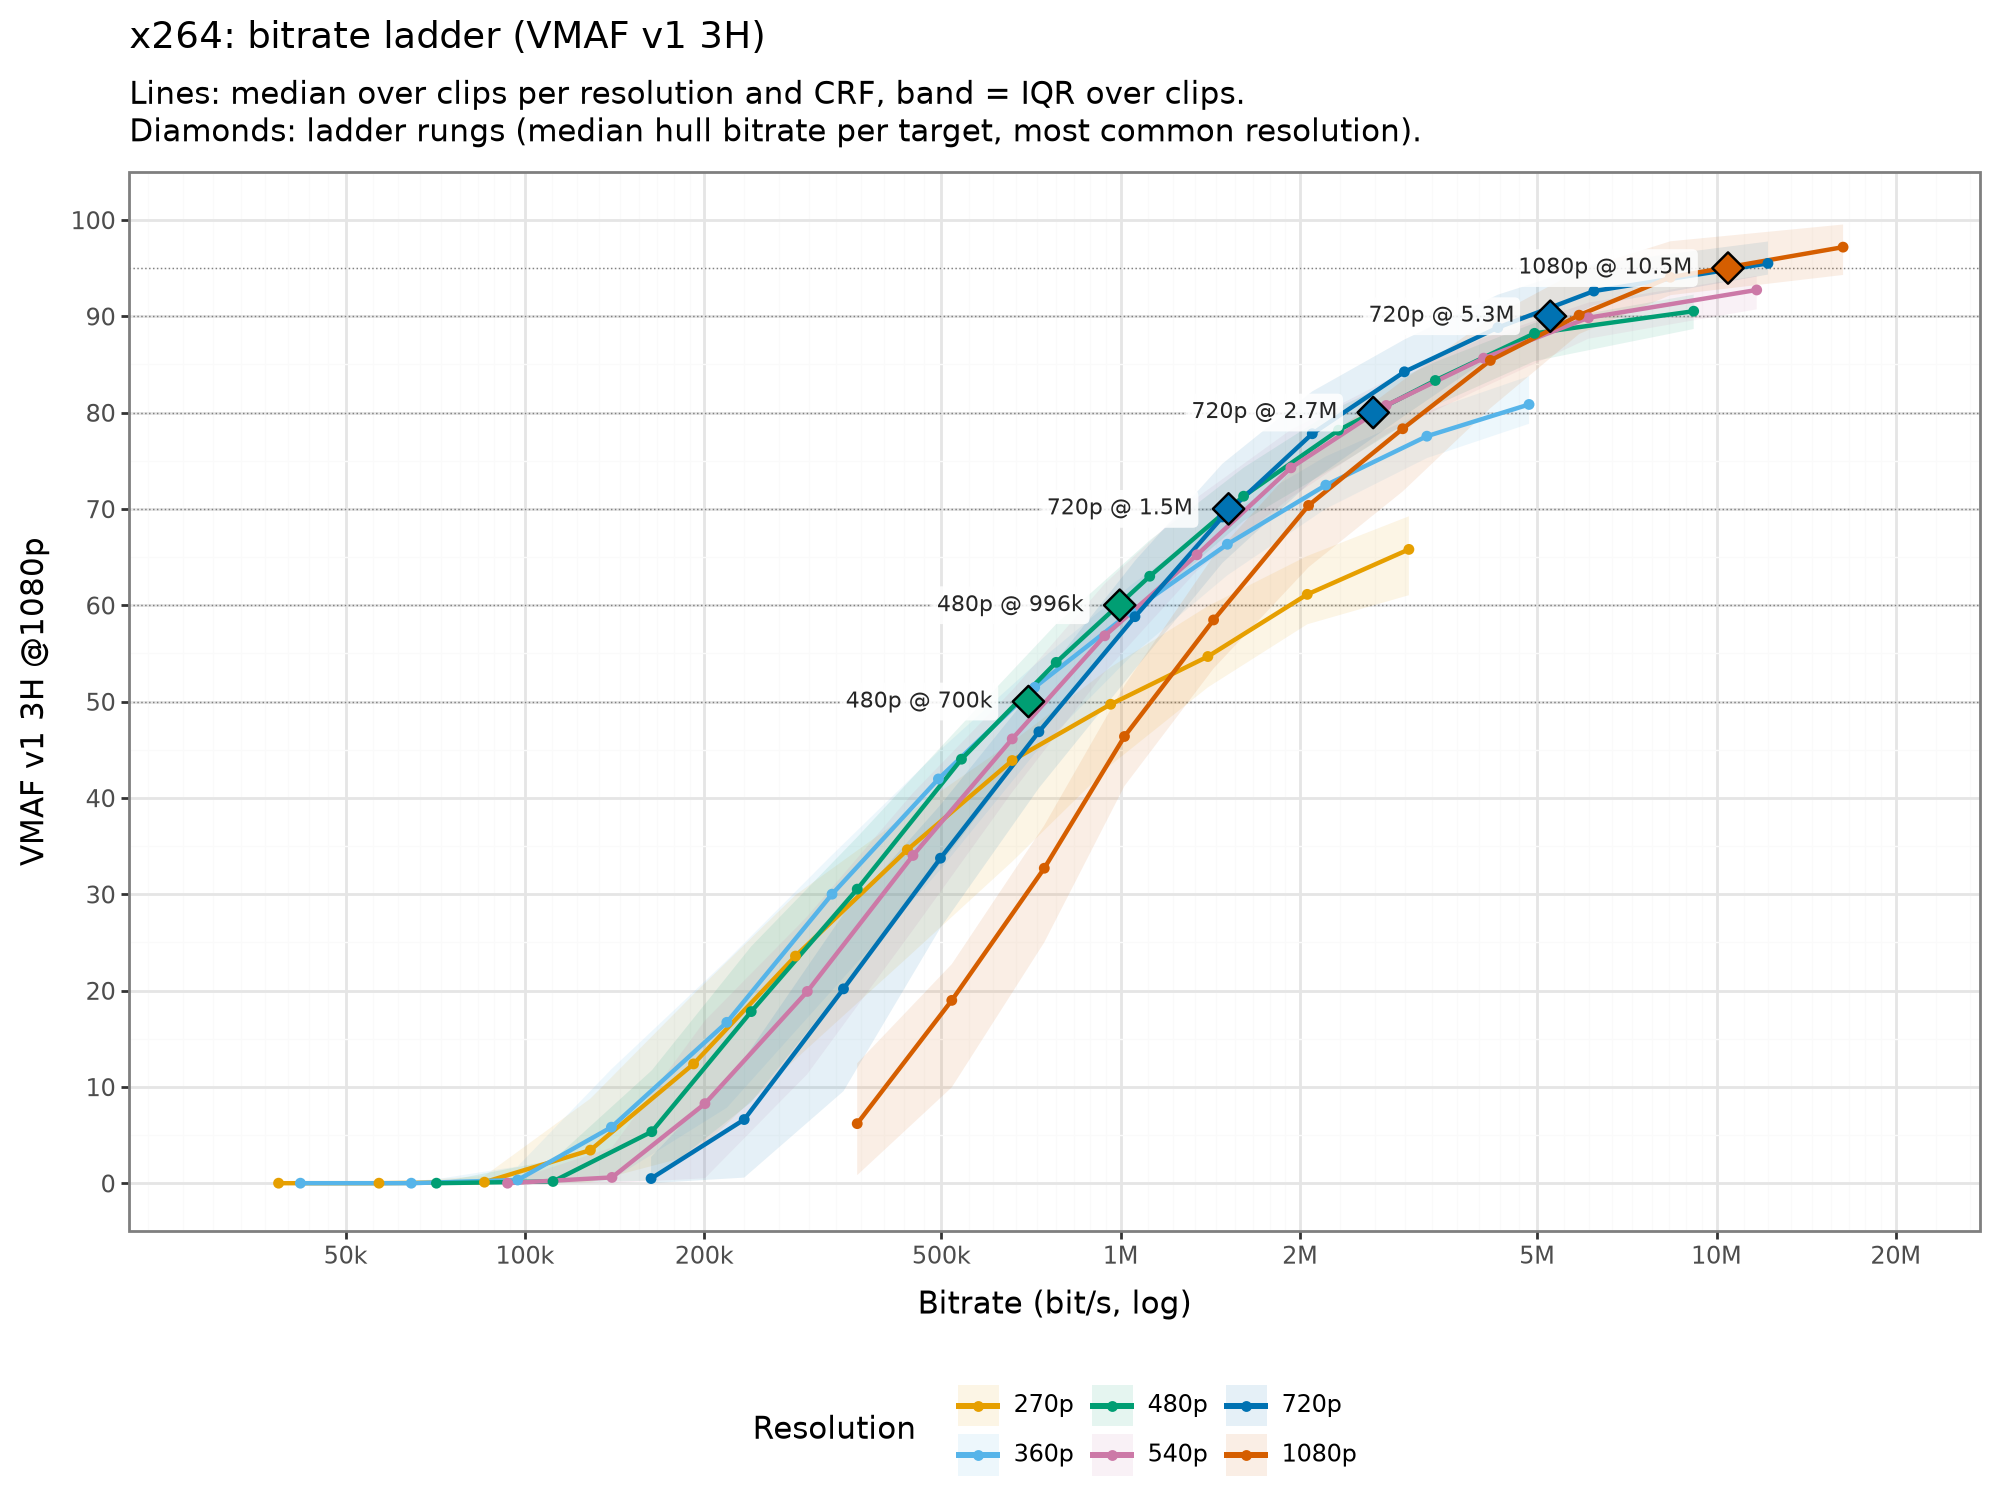 x264: bitrate ladder (VMAF v1 3H)
Lines: median over clips per resolution and CRF, band = IQR over clips.
Diamonds: ladder rungs (median hull bitrate per target, most common resolution).
VMAF v1 3H @1080p
100
90
80
70
60
50
40
30
20
10
0
1080p @ 10.5M
720p @ 5.3M
720p @ 2.7M
720p @ 1.5M
480p @ 996k
480p @ 700k
50k 100k 200k 500k 1M 2M 5M 10M 20M
Bitrate (bit/s, log)
Resolution
270p 480p 720p
360p 540p 1080p